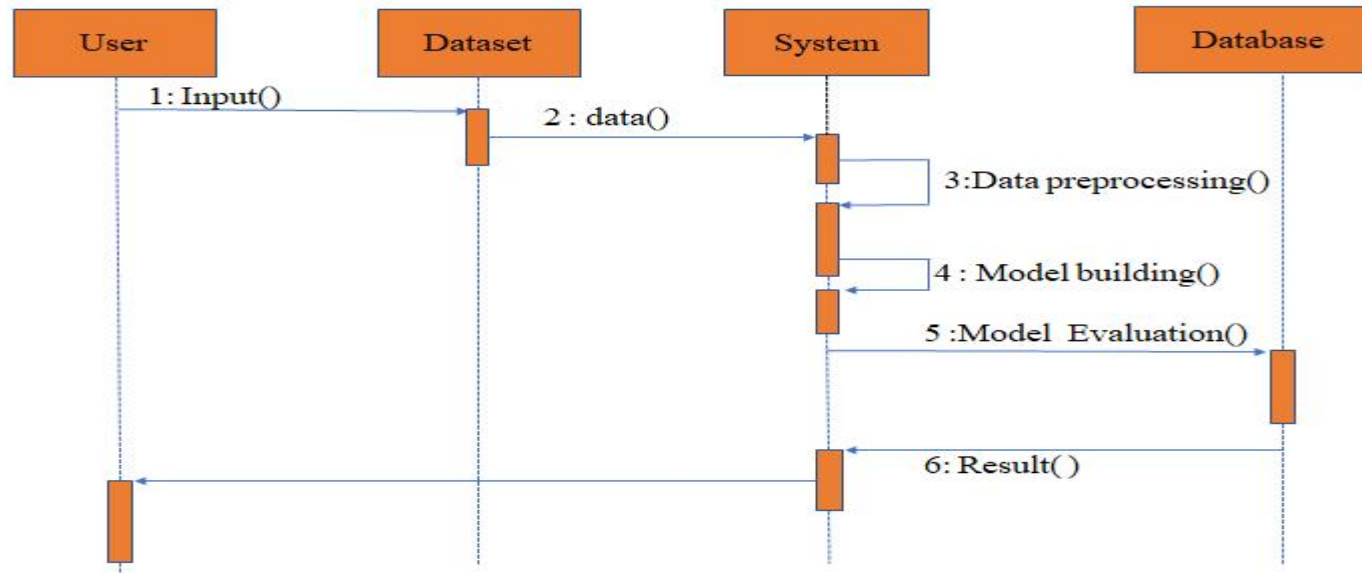 User
Dataset
System
Database
1: Input()
2 : data()
3:Data preprocessing()
4 : Model building()
5 :Model Evaluation()
6: Result( )